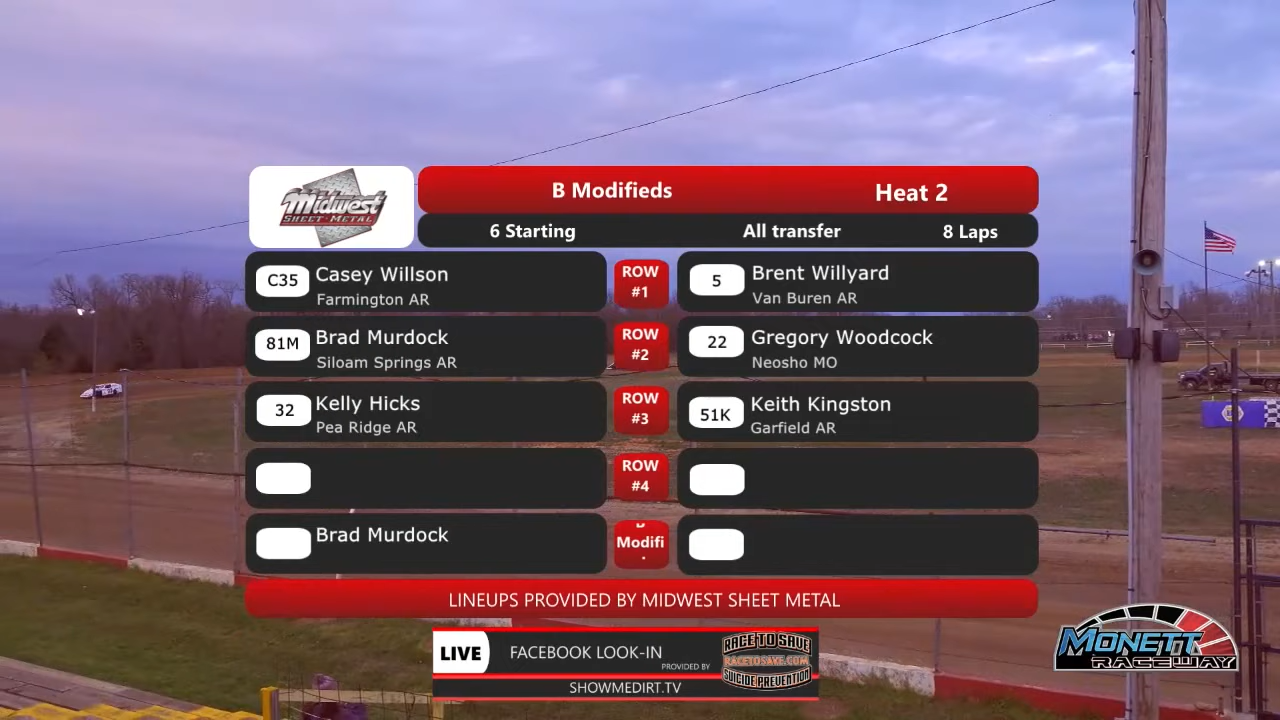 Midwest
SHEET-METAL
B Modifieds
Heat 2
6 Starting
All transfer
8 Laps
C35
Casey Willson
Farmington AR
ROW
#1
5
Brent Willyard
Van Buren AR
81M
Brad Murdock
Siloam Springs AR
ROW
#2
22
Gregory Woodcock
Neosho MO
32
Kelly Hicks
Pea Ridge AR
ROW
#3
51K
Keith Kingston
Garfield AR
ROW
#4
Brad Murdock
B
Modifi
LINEUPS PROVIDED BY MIDWEST SHEET METAL
LIVE
FACEBOOK LOOK-IN
PROVIDED BY
RACE TO SAVE
RACETOSAVE.COM
SUICIDE PREVENTION
SHOWMEDIRT.TV
MONETT
RACEWAY